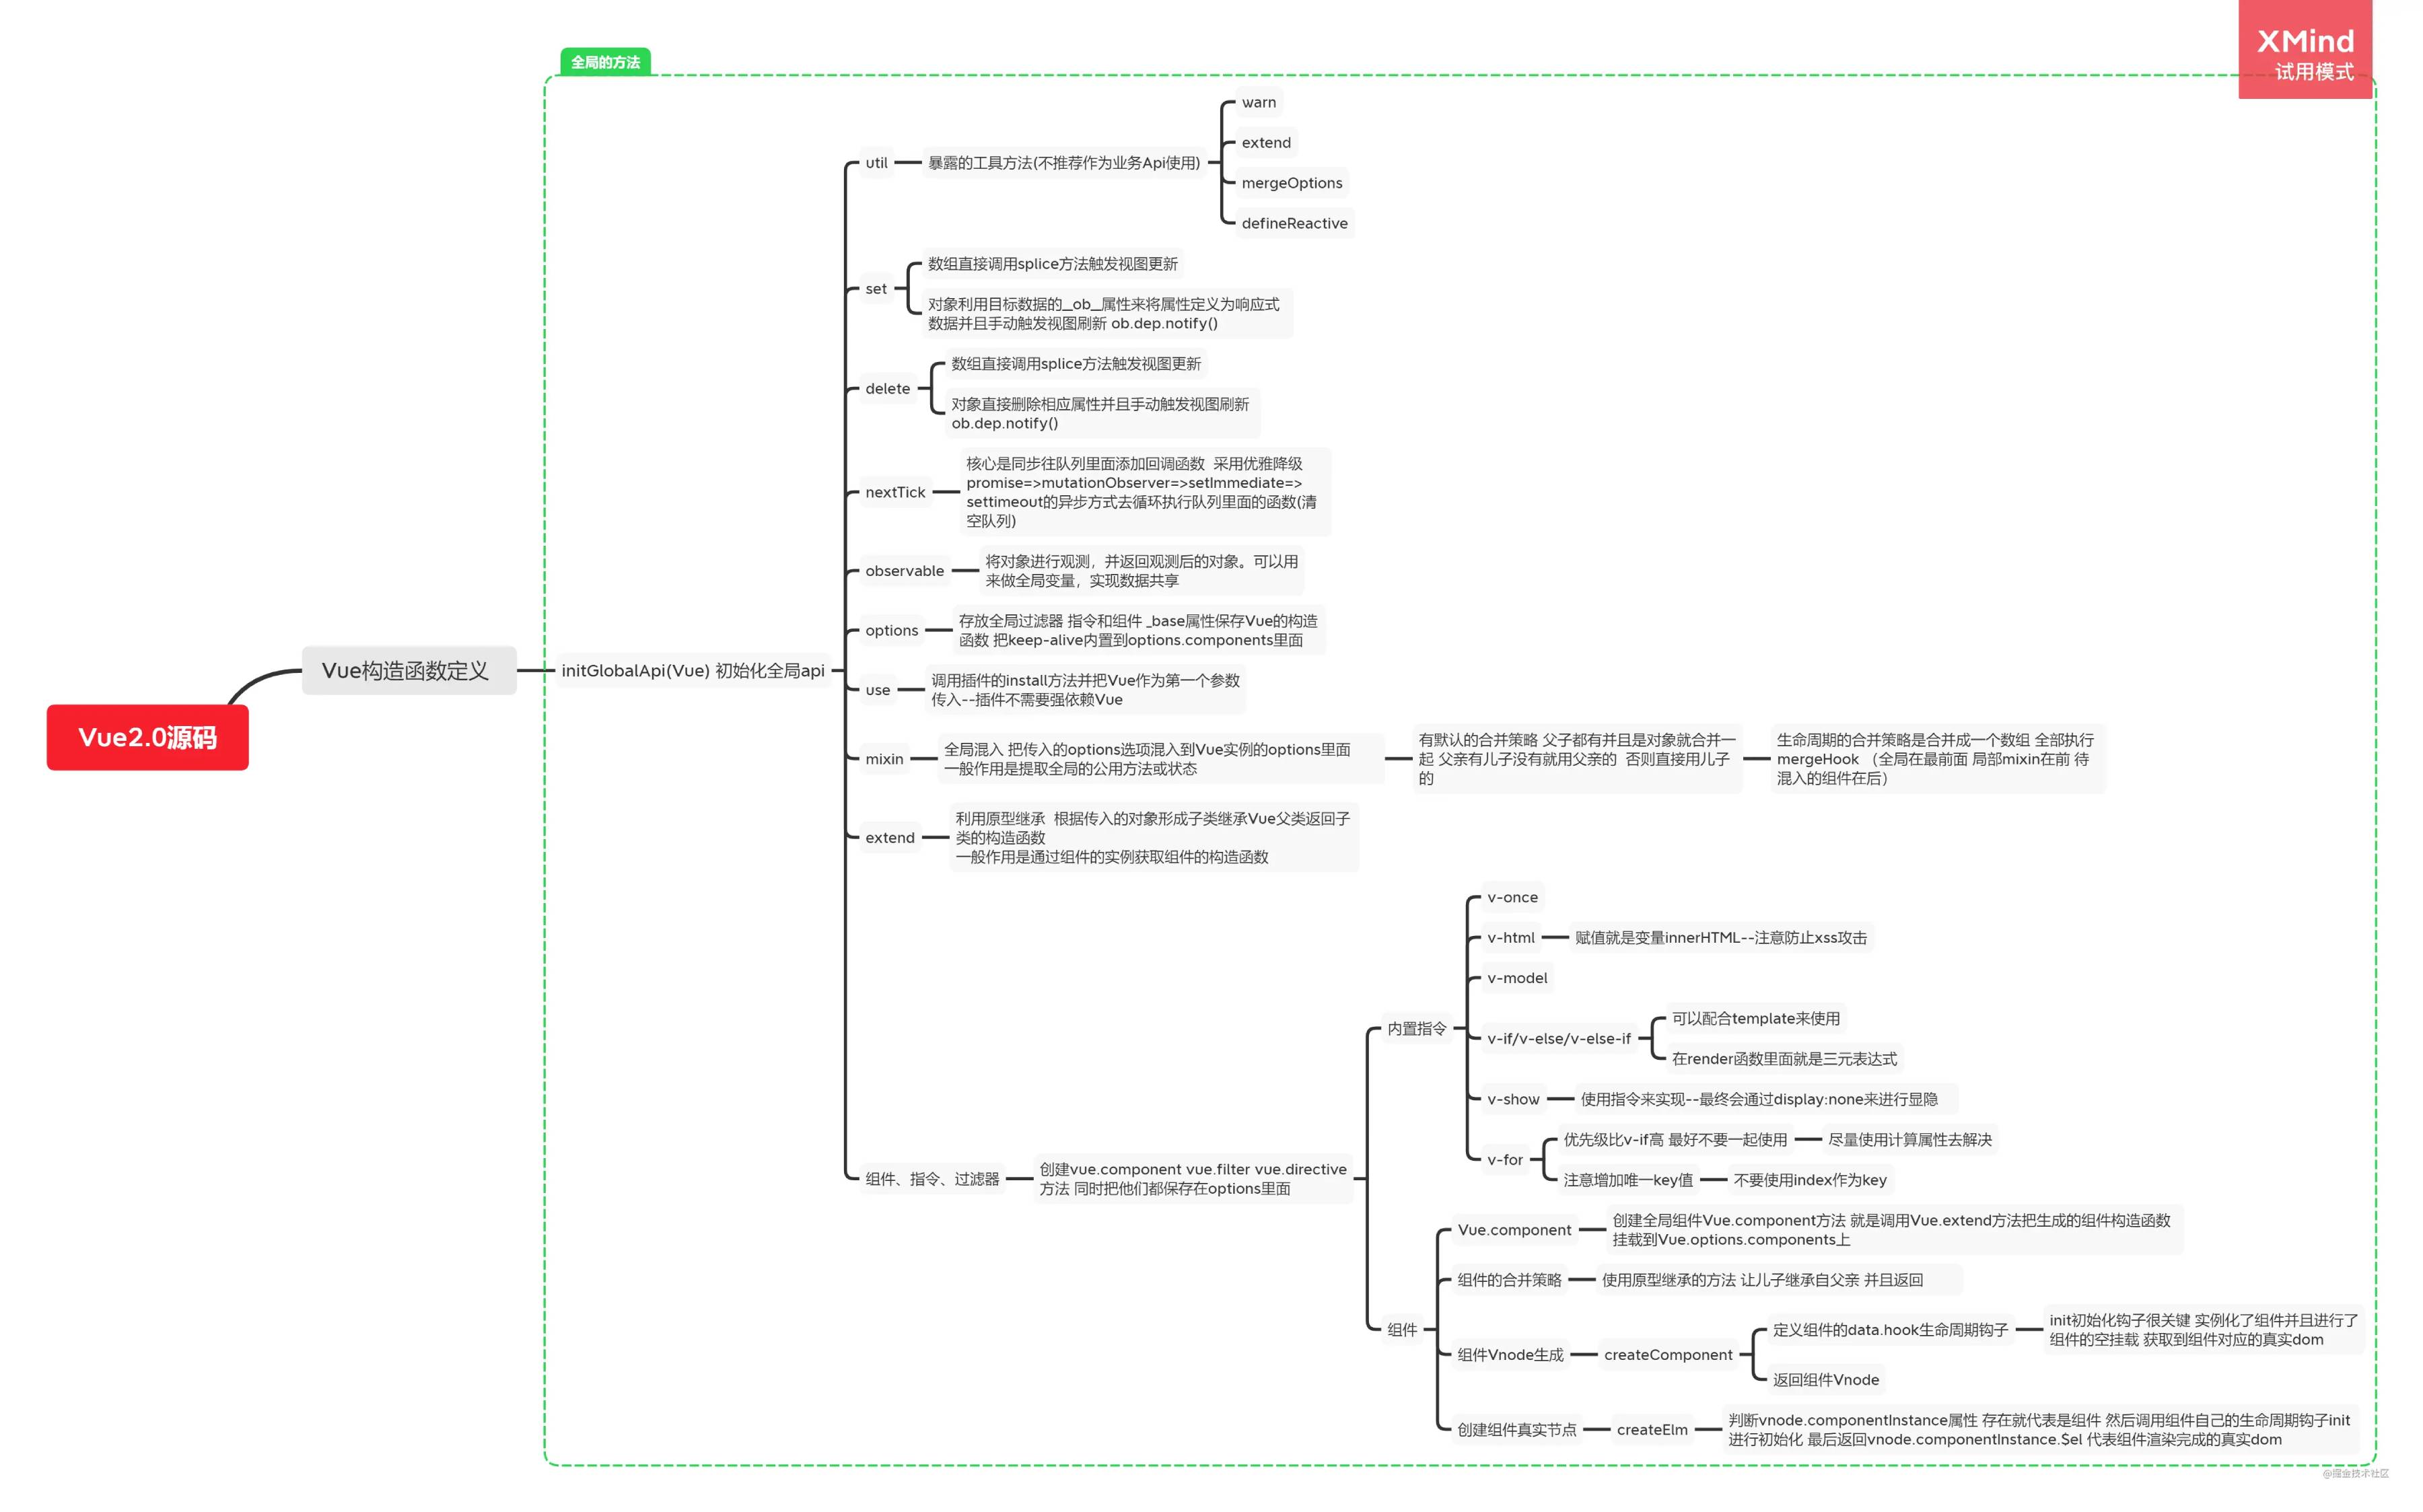 XMind
试用模式
全局的方法
Vue2.0源码
Vue构造函数定义
initGlobalApi(Vue) 初始化全局api
util
暴露的工具方法(不推荐作为业务Api使用)
warn
extend
mergeOptions
defineReactive
set
数组直接调用splice方法触发视图更新
对象利用目标数据的__ob__属性来将属性定义为响应式
数据并且手动触发视图刷新 ob.dep.notify()
delete
数组直接调用splice方法触发视图更新
对象直接删除相应属性并且手动触发视图刷新
ob.dep.notify()
nextTick
核心是同步往队列里面添加回调函数 采用优雅降级
promise=>mutationObserver=>setImmediate=>
settimeout的异步方式去循环执行队列里面的函数(清
空队列)
observable
将对象进行观测，并返回观测后的对象。可以用
来做全局变量，实现数据共享
options
存放全局过滤器 指令和组件 _base属性保存Vue的构造
函数 把keep-alive内置到options.components里面
use
调用插件的install方法并把Vue作为第一个参数
传入--插件不需要强依赖Vue
mixin
全局混入 把传入的options选项混入到Vue实例的options里面
一般作用是提取全局的公用方法或状态
有默认的合并策略 父子都有并且是对象就合并一
起 父亲有儿子没有就用父亲的 否则直接用儿子
的
生命周期的合并策略是合并成一个数组 全部执行
mergeHook （全局在最前面 局部mixin在前 待
混入的组件在后）
extend
利用原型继承 根据传入的对象形成子类继承Vue父类返回子
类的构造函数
一般作用是通过组件的实例获取组件的构造函数
组件、指令、过滤器
创建vue.component vue.filter vue.directive
方法 同时把他们都保存在options里面
内置指令
v-once
v-html
赋值就是变量innerHTML--注意防止xss攻击
v-model
v-if/v-else/v-else-if
可以配合template来使用
在render函数里面就是三元表达式
v-show
使用指令来实现--最终会通过display:none来进行显隐
v-for
优先级比v-if高 最好不要一起使用
尽量使用计算属性去解决
注意增加唯一key值
不要使用index作为key
组件
Vue.component
创建全局组件Vue.component方法 就是调用Vue.extend方法把生成的组件构造函数
挂载到Vue.options.components上
组件的合并策略
使用原型继承的方法 让儿子继承自父亲 并且返回
组件Vnode生成
createComponent
定义组件的data.hook生命周期钩子
init初始化钩子很关键 实例化了组件并且进行了
组件的空挂载 获取到组件对应的真实dom
返回组件Vnode
创建组件真实节点
createElm
判断vnode.componentInstance属性 存在就代表是组件 然后调用组件自己的生命周期钩子init
进行初始化 最后返回vnode.componentInstance.$el 代表组件渲染完成的真实dom
@掘金技术社区